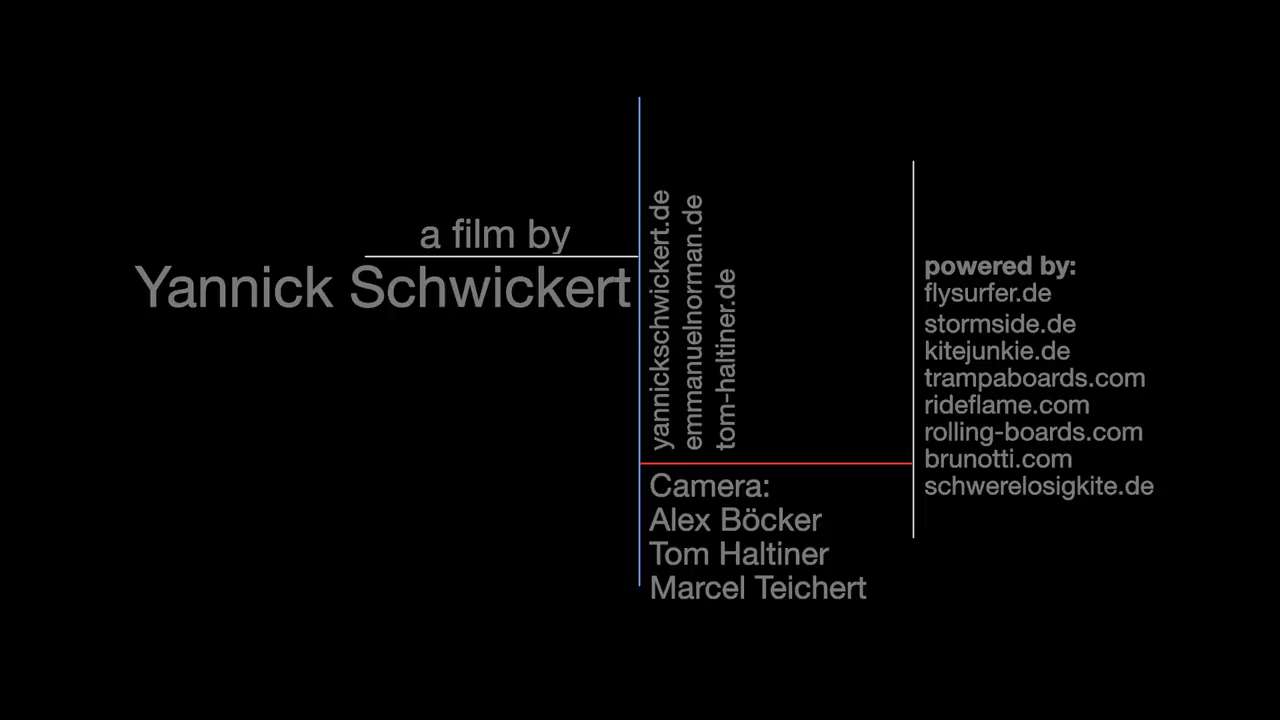 a film by
Yannick Schwickert
yannickschwickert.de
emmanuelnorman.de
tom-haltiner.de
Camera:
Alex Böcker
Tom Haltiner
Marcel Teichert
powered by:
flysurfer.de
stormside.de
kitejunkie.de
trampaboards.com
rideflame.com
rolling-boards.com
brunotti.com
schwerelosigkite.de